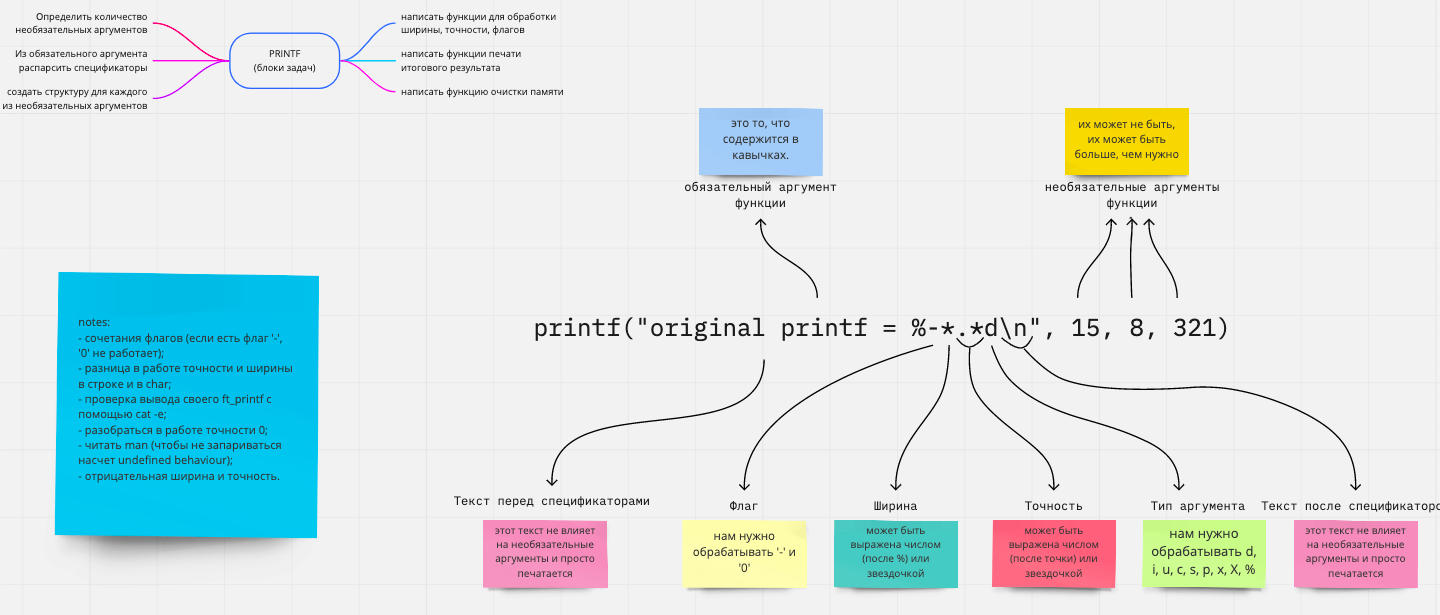 Определить количество
необязательных аргументов
Из обязательного аргумента
распарсить спецификаторы
создать структуру для каждого
из необязательных аргументов
PRINTF
(блоки задач)
написать функции для обработки
ширины, точности, флагов
написать функции печати
итогового результата
написать функцию очистки памяти
это то, что
содержится в
кавычках.
обязательный аргумент
функции
их может не быть,
их может быть
больше, чем нужно
необязательные аргументы
функции
notes:
- сочетания флагов (если есть флаг '-',
'0' не работает);
- разница в работе точности и ширины
в строке и в char;
- проверка вывода своего ft_printf с
помощью cat -e;
- разобраться в работе точности 0;
- читать man (чтобы не запариваться
насчет undefined behaviour);
- отрицательная ширина и точность.
printf("original printf = %-*.*d\n", 15, 8, 321)
Текст перед спецификаторами
этот текст не влияет
на необязательные
аргументы и просто
печатается
Флаг
нам нужно
обрабатывать '-' и
'0'
Ширина
может быть
выражена числом
(после %) или
звездочкой
Точность
может быть
выражена числом
(после точки) или
звездочкой
Тип аргумента
нам нужно
обрабатывать d,
i, u, c, s, p, x, X, %
Текст после спецификаторо
этот текст не влияет
на необязательные
аргументы и просто
печатается